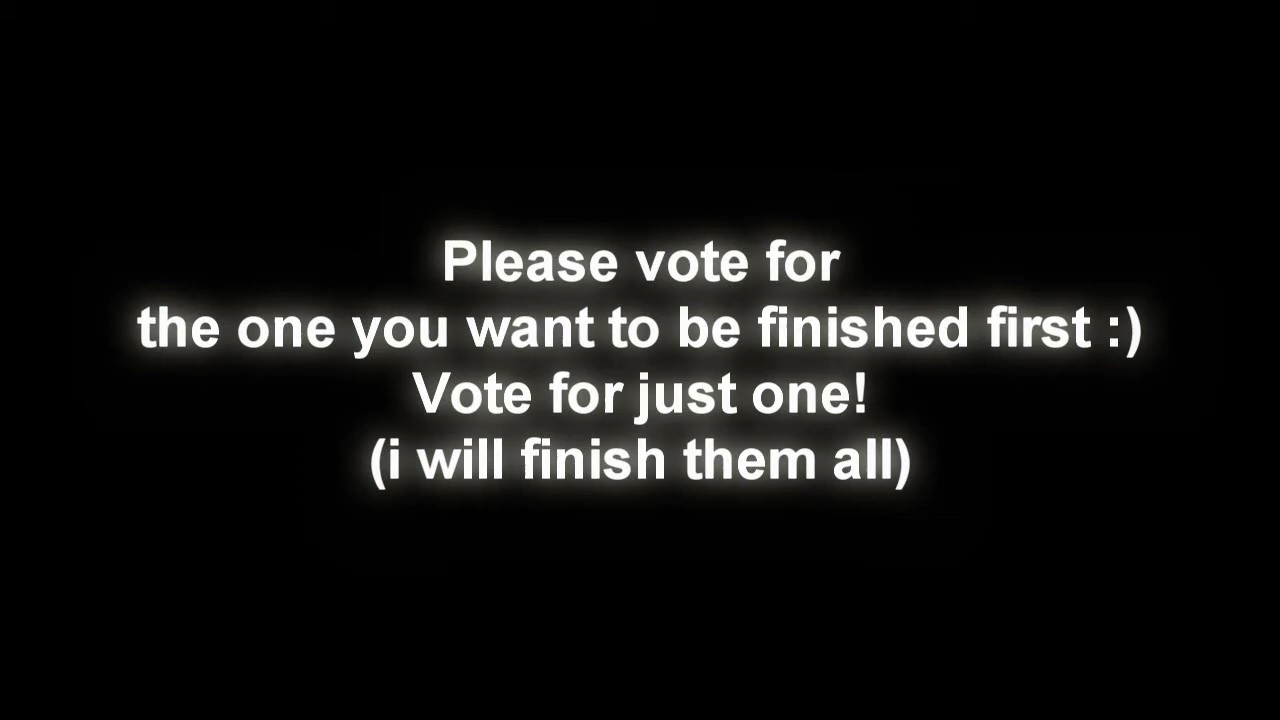 Please vote for
the one you want to be finished first :)
Vote for just one!
(i will finish them all)